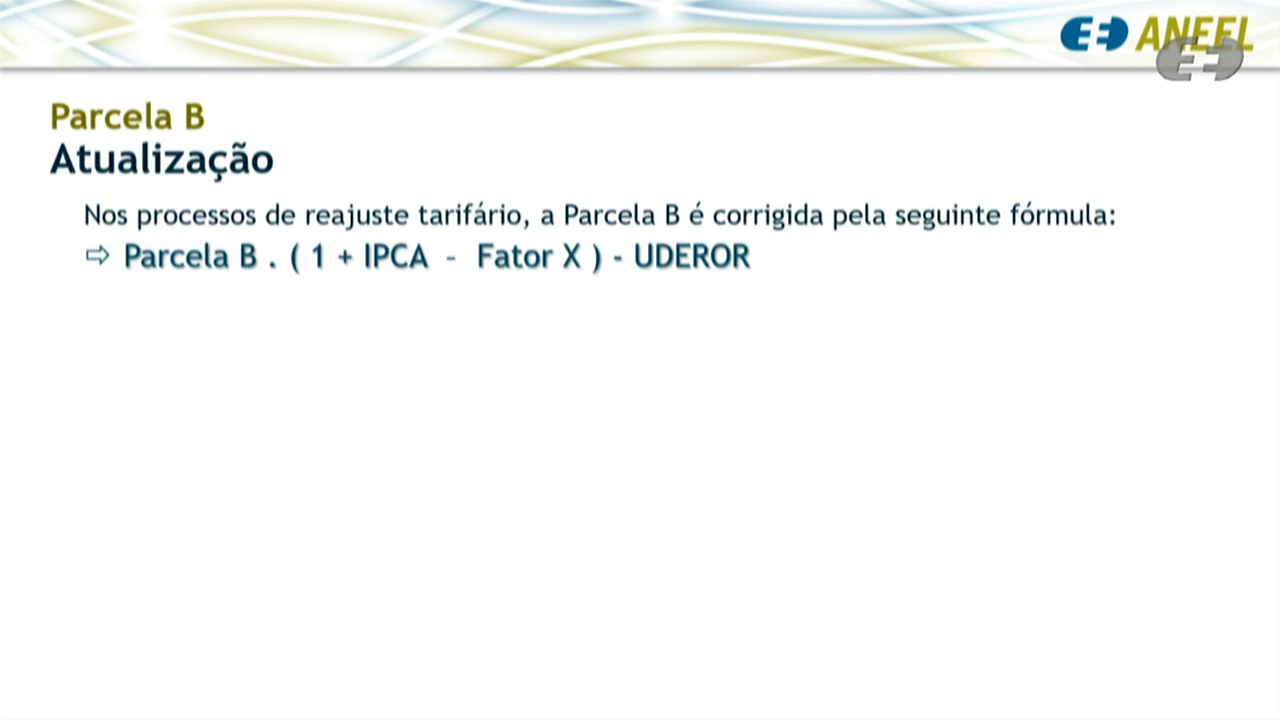 ANEEL
Parcela B
Atualização
Nos processos de reajuste tarifário, a Parcela B é corrigida pela seguinte fórmula:
⇨ Parcela B . ( 1 + IPCA - Fator X ) - UDEROR